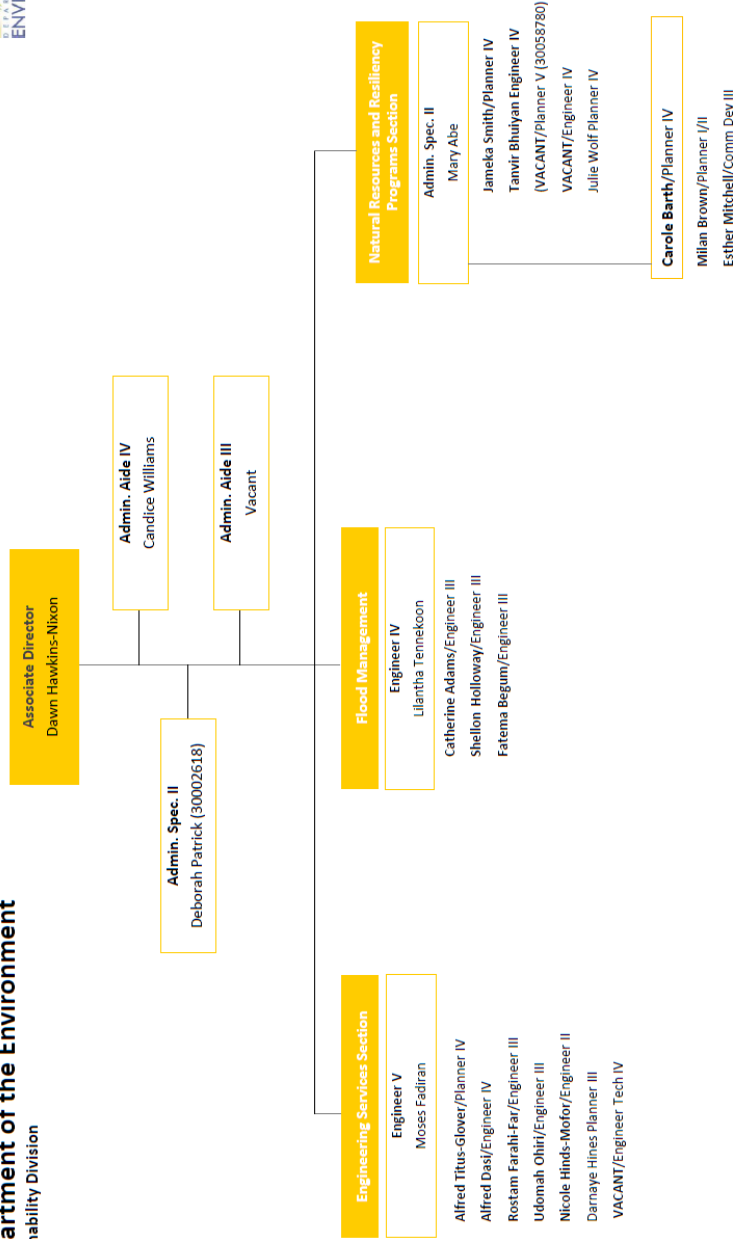 artment of the Environment
nability Division
DEPA
ENVI
Associate Director
Dawn Hawkins-Nixon
Admin. Aide IV
Candice Williams
Admin. Spec. II
Deborah Patrick (30002618)
Admin. Aide III
Vacant
Engineering Services Section
Engineer V
Moses Fadiran
Alfred Titus-Glover/Planner IV
Alfred Dasi/Engineer IV
Rostam Farahi-Far/Engineer III
Udomah Ohiri/Engineer III
Nicole Hinds-Mofor/Engineer II
Darnaye Hines Planner III
VACANT/Engineer Tech IV
Flood Management
Engineer IV
Lilantha Tennekoon
Catherine Adams/Engineer III
Shellon Holloway/Engineer III
Fatema Begum/Engineer III
Natural Resources and Resiliency
Programs Section
Admin. Spec. II
Mary Abe
Jameka Smith/Planner IV
Tanvir Bhuiyan Engineer IV
(VACANT/Planner V (30058780)
VACANT/Engineer IV
Julie Wolf Planner IV
Carole Barth/Planner IV
Milan Brown/Planner I/II
Esther Mitchell/Comm Dev III